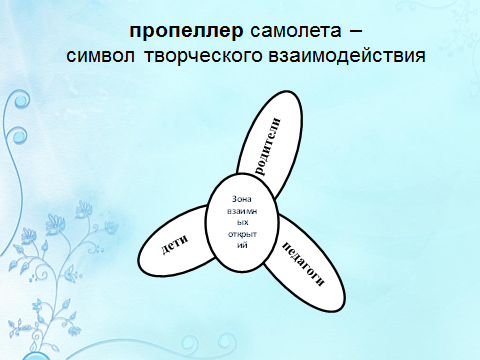 пропеллер самолета –
символ творческого взаимодействия
родители
Зона
взаимн
ых
открыт
ий
дети
педагоги